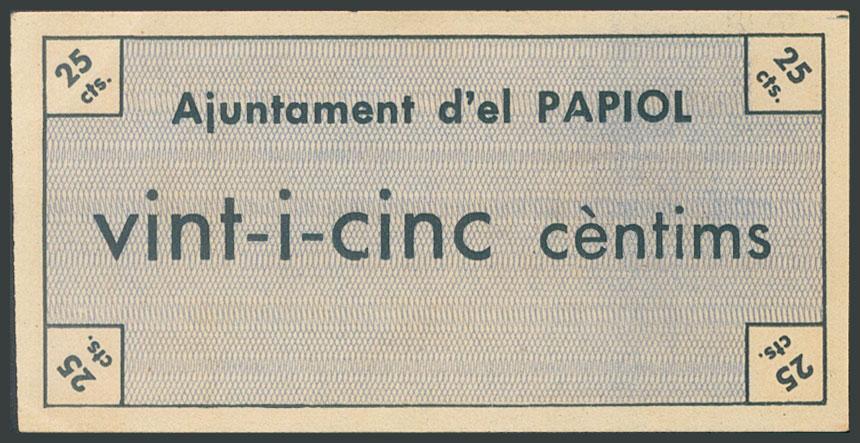 25 cts.
25 cts.
Ajuntament d'el PAPIOL
vint-i-cinc cèntims
25 cts.
25 cts.